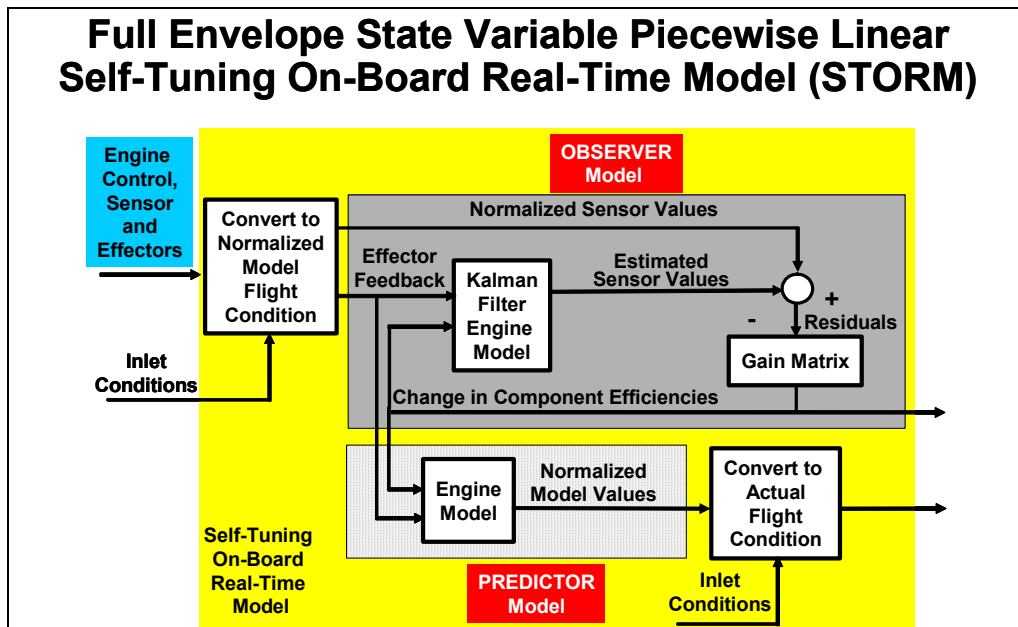 Full Envelope State Variable Piecewise Linear
Self-Tuning On-Board Real-Time Model (STORM)
Engine
Control,
Sensor
and
Effectors
OBSERVER
Model
Convert to
Normalized
Model
Flight
Condition
Normalized Sensor Values
Effector
Feedback
Kalman
Filter
Engine
Model
Estimated
Sensor Values
+
-
Residuals
Gain Matrix
Inlet
Conditions
Change in Component Efficiencies
Engine
Model
Normalized
Model Values
Convert to
Actual
Flight
Condition
Self-Tuning
On-Board
Real-Time
Model
PREDICTOR
Model
Inlet
Conditions